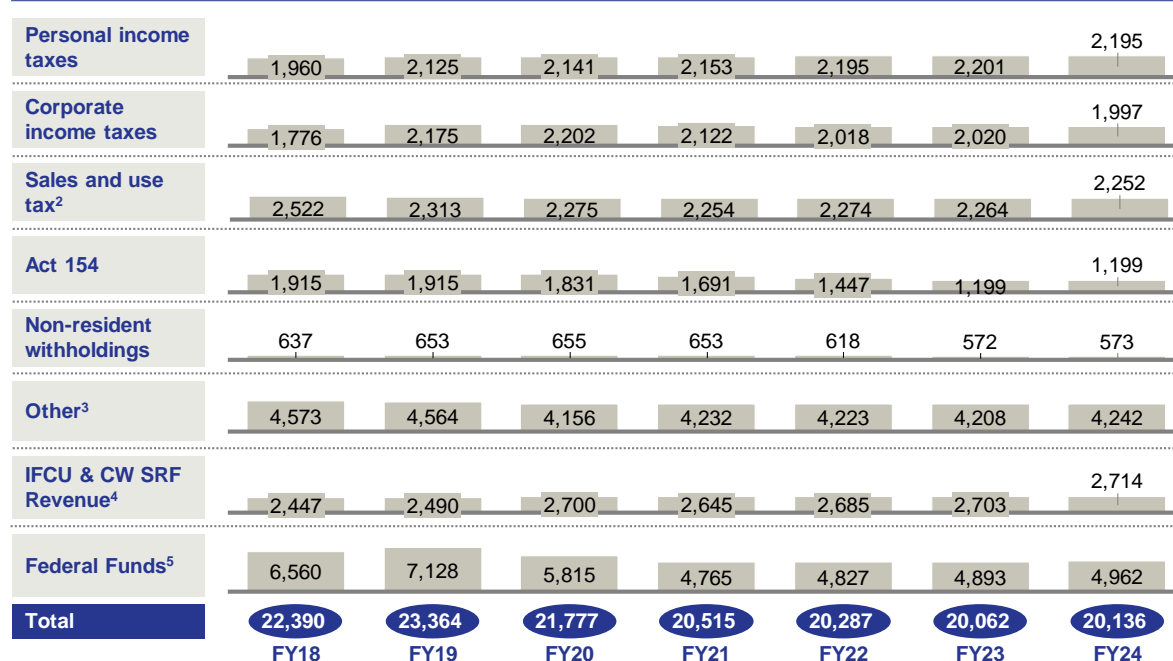 Personal income
taxes
1,960 2,125 2,141 2,153 2,195 2,201 2,195
Corporate
income taxes
1,776 2,175 2,202 2,122 2,018 2,020 1,997
Sales and use
tax2
2,522 2,313 2,275 2,254 2,274 2,264 2,252
Act 154
1,915 1,915 1,831 1,691 1,447 1,199 1,199
Non-resident
withholdings
637 653 655 653 618 572 573
Other3
4,573 4,564 4,156 4,232 4,223 4,208 4,242
IFCU & CW SRF
Revenue4
2,447 2,490 2,700 2,645 2,685 2,703 2,714
Federal Funds5
6,560 7,128 5,815 4,765 4,827 4,893 4,962
Total 22,390 23,364 21,777 20,515 20,287 20,062 20,136
FY18 FY19 FY20 FY21 FY22 FY23 FY24